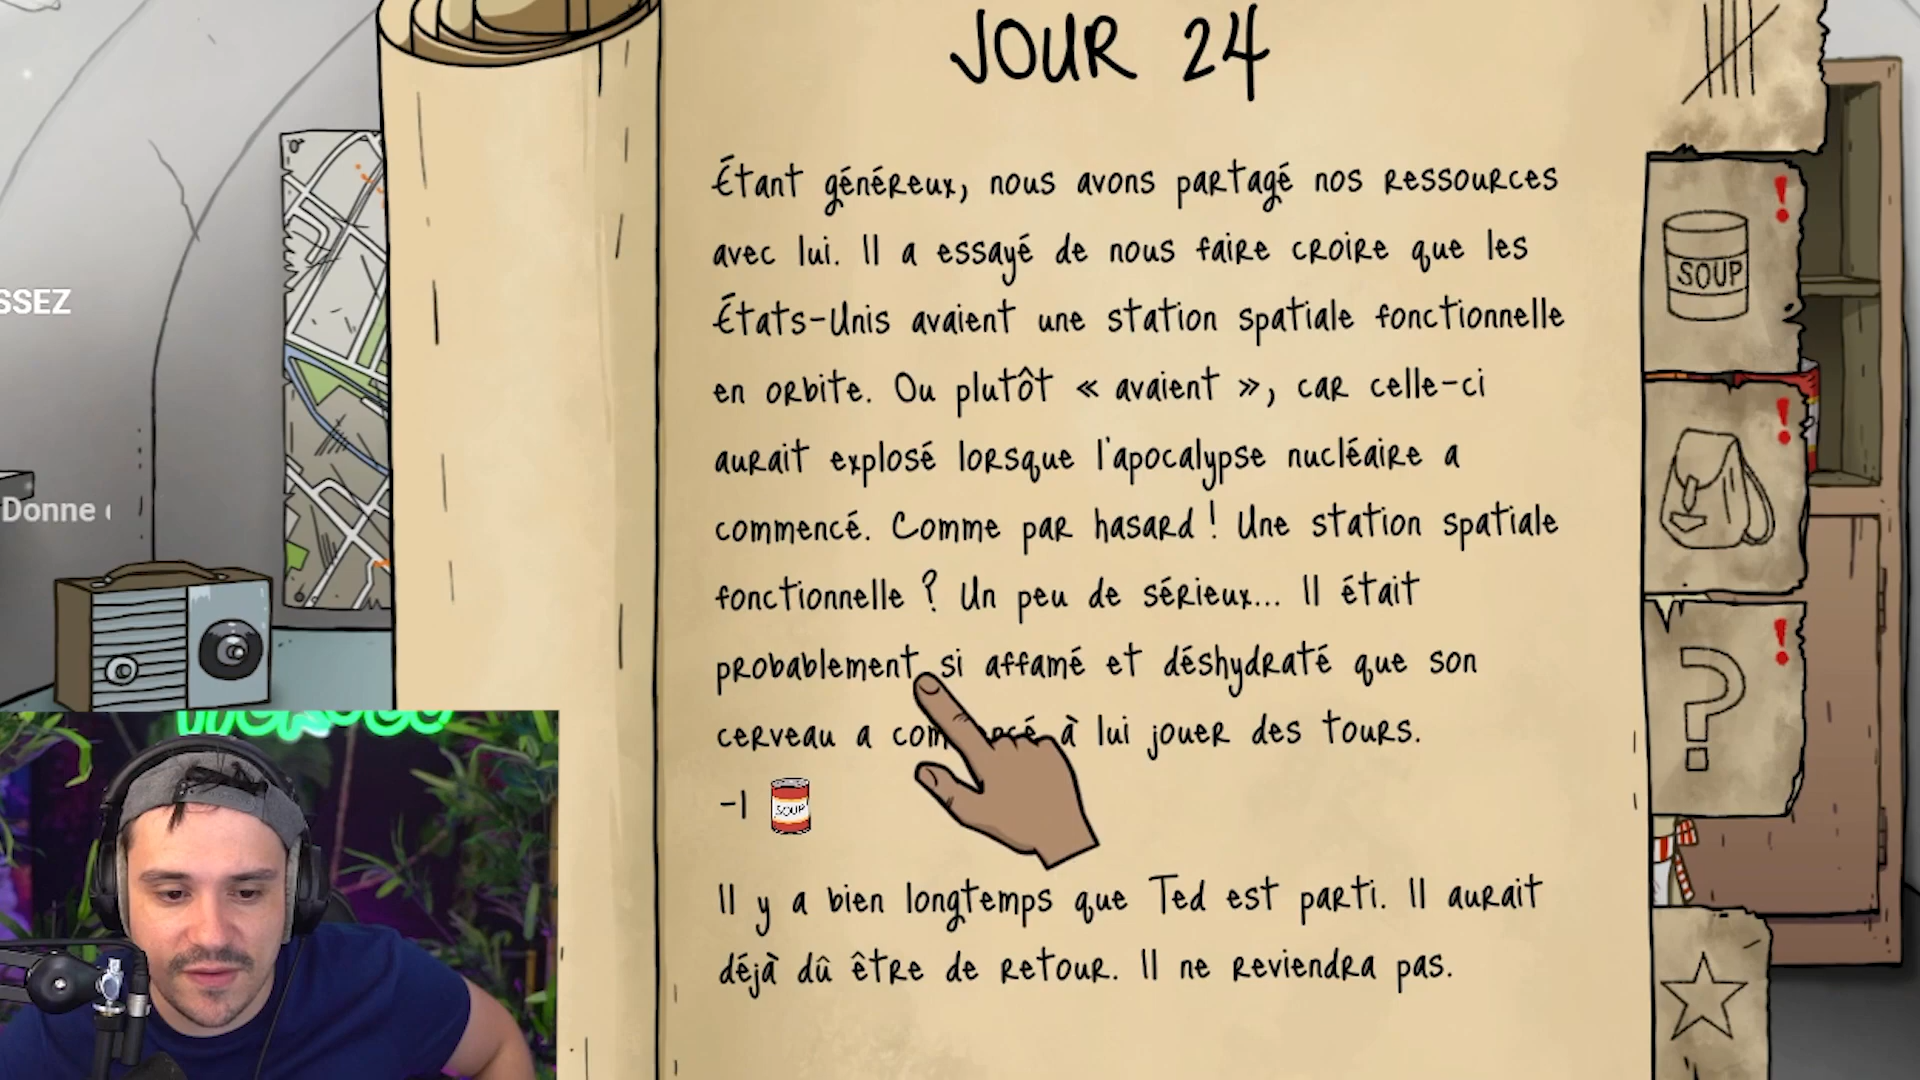 JOUR 24
Étant généreux, nous avons partagé nos ressources
avec lui. Il a essayé de nous faire croire que les
États-Unis avaient une station spatiale fonctionnelle
en orbite. Ou plutôt « avaient », car celle-ci
aurait explosé lorsque l'apocalypse nucléaire a
commencé. Comme par hasard ! Une station spatiale
fonctionnelle ? Un peu de sérieux... Il était
probablement si affamé et déshydraté que son
cerveau a commencé à lui jouer des tours.
-1 SOUP
Il y a bien longtemps que Ted est parti. Il aurait
déjà dû être de retour. Il ne reviendra pas.
SOUP
!
!
?
!
SSEZ
Donne